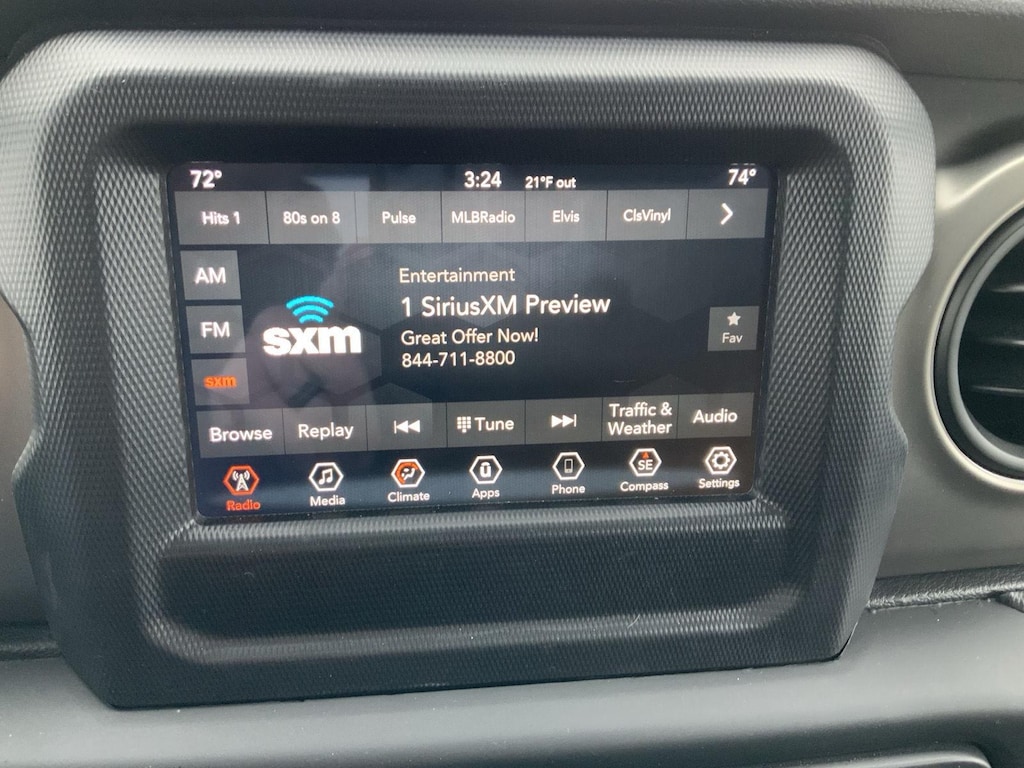 72° 3:24 21°F out 74°
Hits 1 80s on 8 Pulse MLBRadio Elvis ClsVinyl
AM
Entertainment
1 SiriusXM Preview
FM
sxm
Great Offer Now!
844-711-8800
Fav
sxm
Browse Replay Tune Traffic & Weather Audio
Radio Media Climate Apps Phone SE Compass Settings